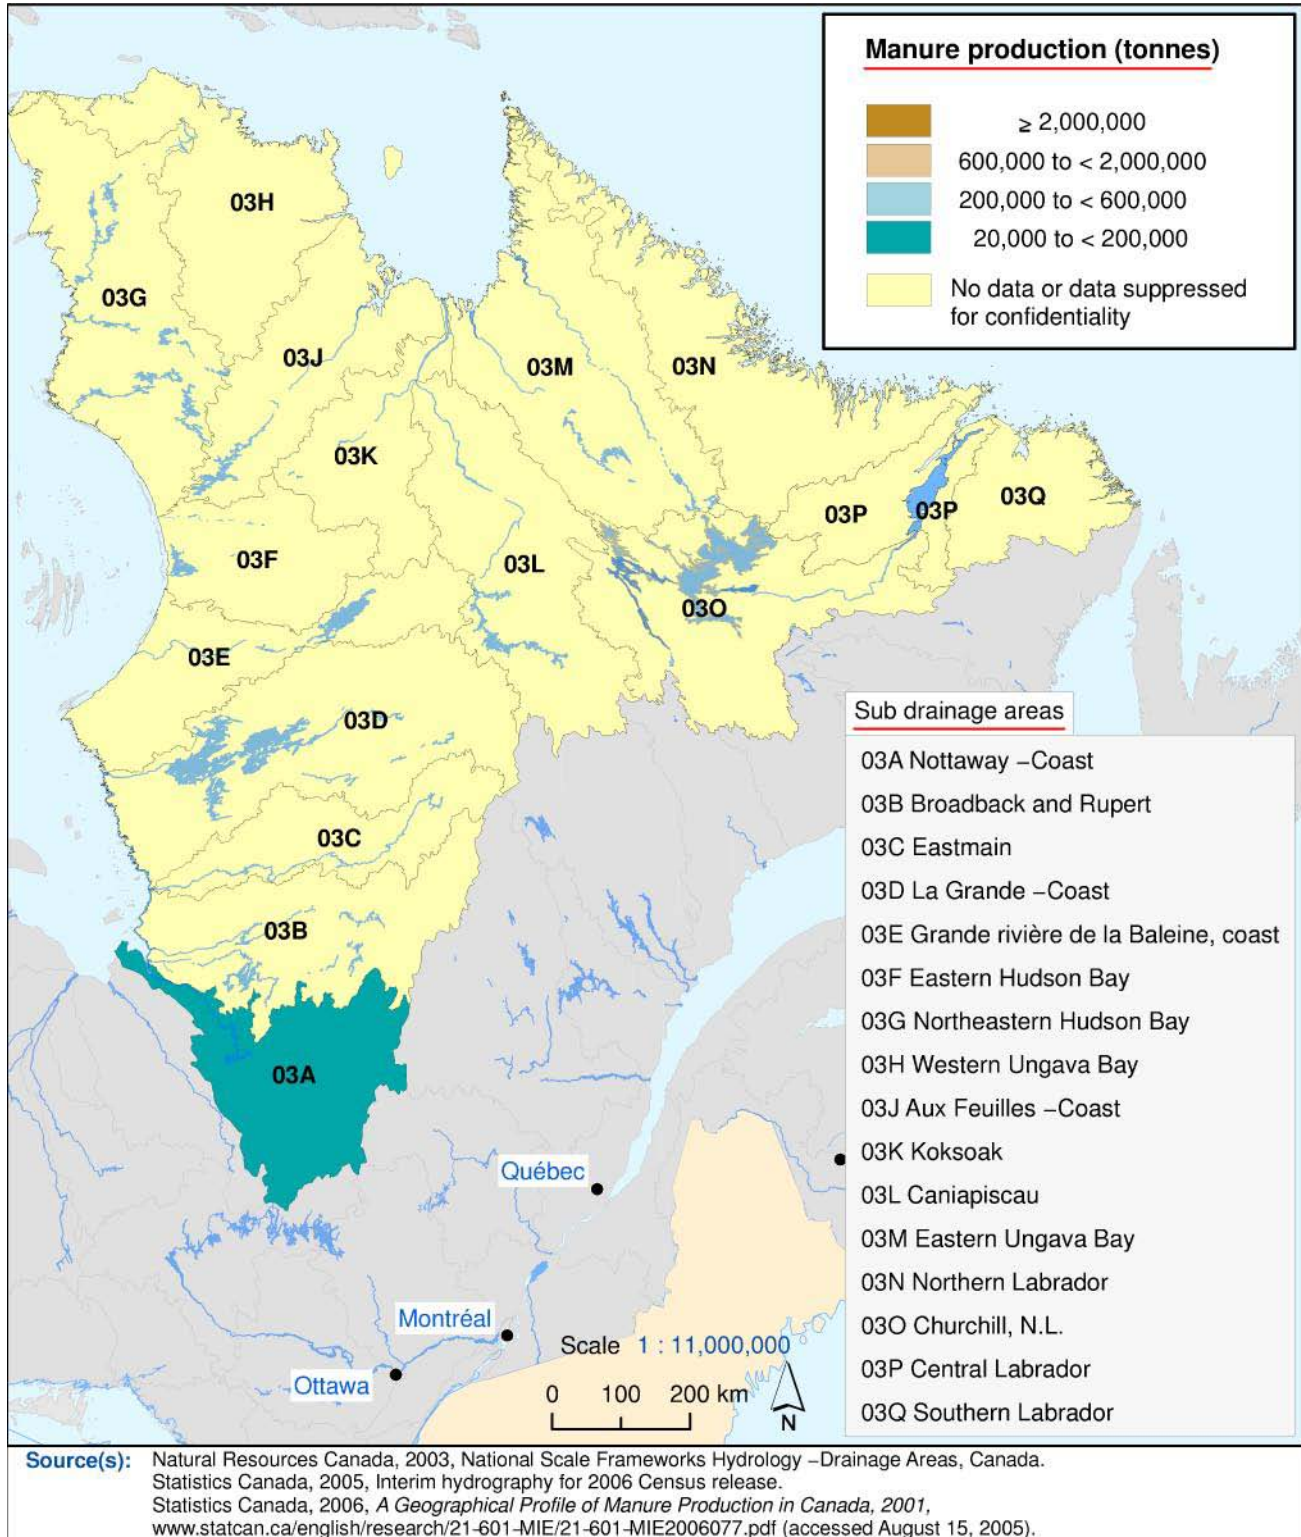 Manure production (tonnes)
≥ 2,000,000
600,000 to < 2,000,000
200,000 to < 600,000
20,000 to < 200,000
No data or data suppressed
for confidentiality
03H
03G
03J
03M
03N
03K
03P
03P
03Q
03F
03L
03O
03E
03D
03C
03B
03A
Sub drainage areas
03A Nottaway –Coast
03B Broadback and Rupert
03C Eastmain
03D La Grande –Coast
03E Grande rivière de la Baleine, coast
03F Eastern Hudson Bay
03G Northeastern Hudson Bay
03H Western Ungava Bay
03J Aux Feuilles –Coast
03K Koksoak
03L Caniapiscau
03M Eastern Ungava Bay
03N Northern Labrador
03O Churchill, N.L.
03P Central Labrador
03Q Southern Labrador
Québec
Montréal
Ottawa
Scale 1 : 11,000,000
0 100 200 km
N
Source(s): Natural Resources Canada, 2003, National Scale Frameworks Hydrology –Drainage Areas, Canada.
Statistics Canada, 2005, Interim hydrography for 2006 Census release.
Statistics Canada, 2006, A Geographical Profile of Manure Production in Canada, 2001,
www.statcan.ca/english/research/21-601-MIE/21-601-MIE2006077.pdf (accessed August 15, 2005).